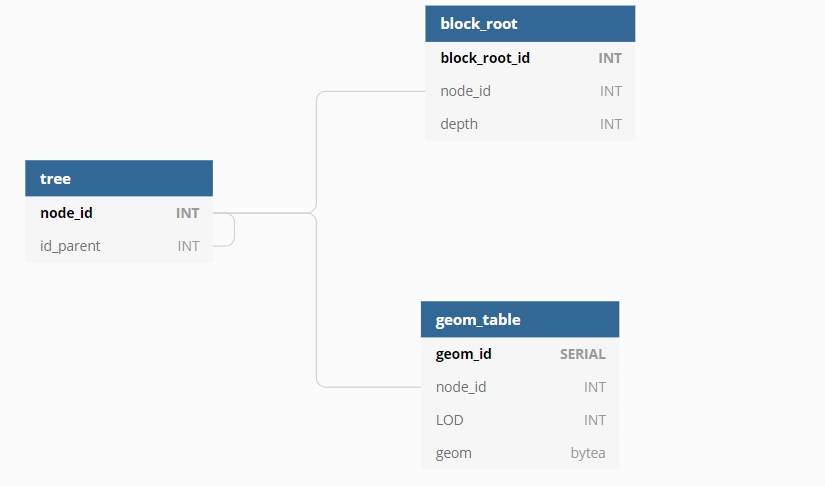 block_root
block_root_id INT
node_id INT
depth INT
tree
node_id INT
id_parent INT
geom_table
geom_id SERIAL
node_id INT
LOD INT
geom bytea